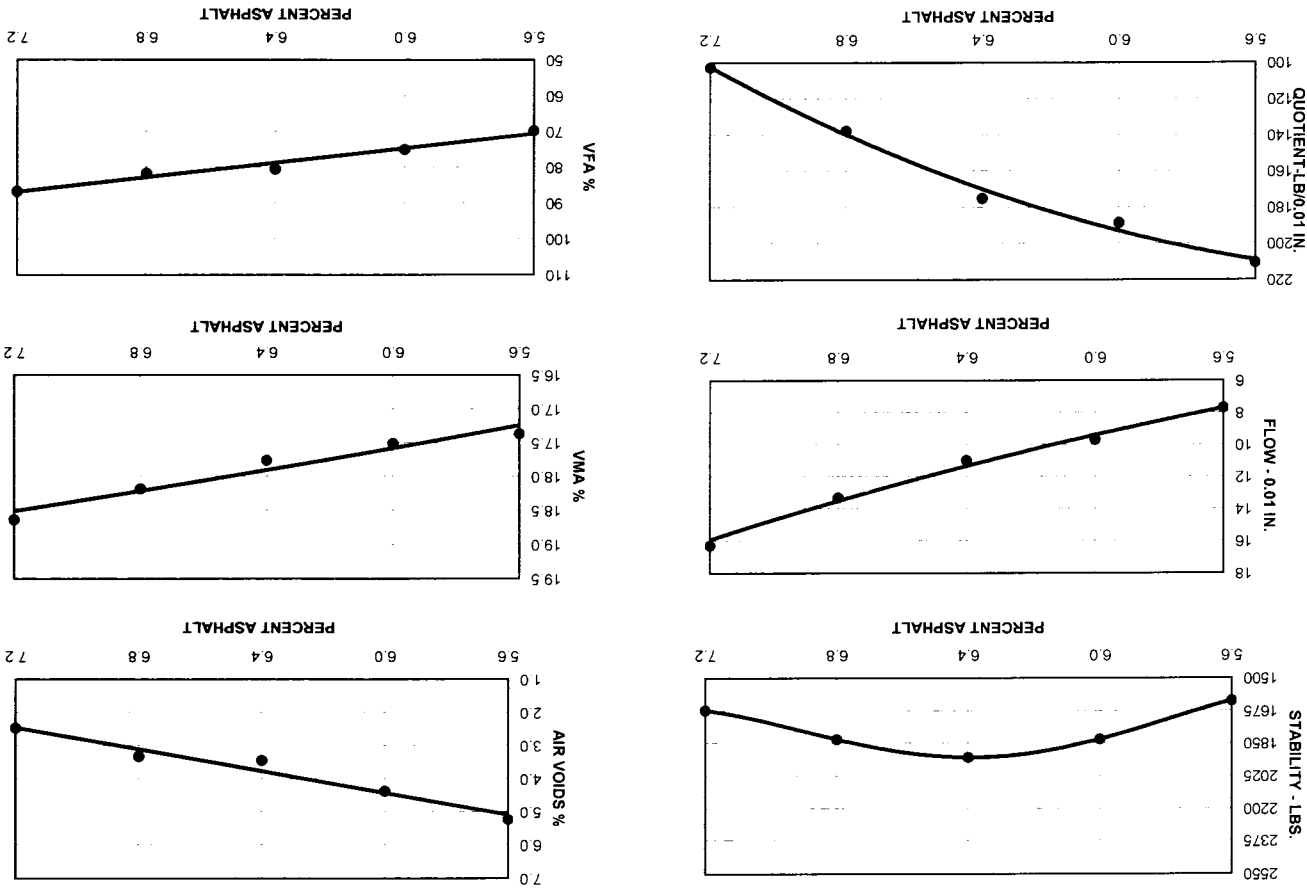 STABILITY - LBS.
2550
2375
2200
2025
1850
1675
1500
5.6 6.0 6.4 6.8 7.2
PERCENT ASPHALT
AIR VOIDS %
7.0
6.0
5.0
4.0
3.0
2.0
1.0
5.6 6.0 6.4 6.8 7.2
PERCENT ASPHALT
FLOW - 0.01 IN.
18
16
14
12
10
8
6
5.6 6.0 6.4 6.8 7.2
PERCENT ASPHALT
VMA %
19.5
19.0
18.5
18.0
17.5
17.0
16.5
5.6 6.0 6.4 6.8 7.2
PERCENT ASPHALT
QUOTIENT-LB/0.01 IN.
220
200
180
160
140
120
100
5.6 6.0 6.4 6.8 7.2
PERCENT ASPHALT
VFA %
110
100
90
80
70
60
50
5.6 6.0 6.4 6.8 7.2
PERCENT ASPHALT